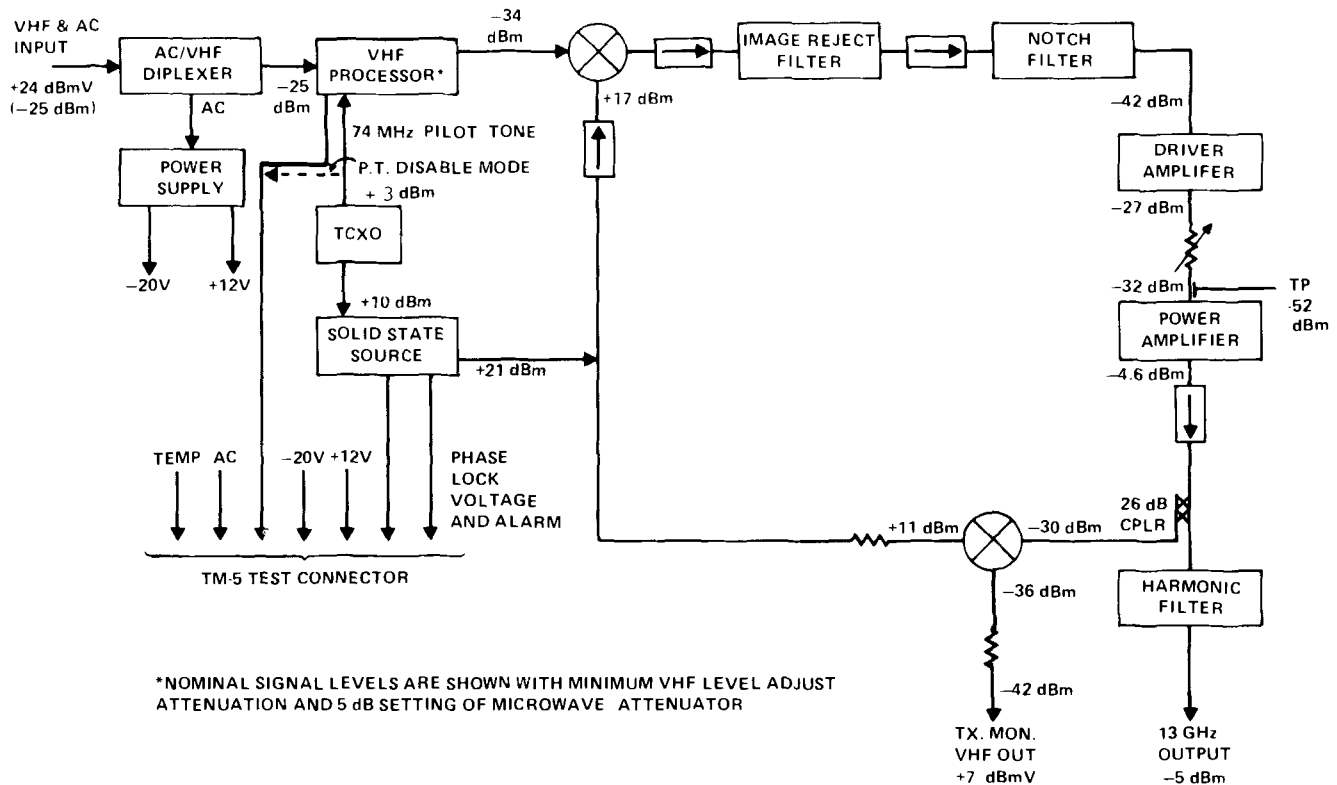 VHF & AC
INPUT
+24 dBmV
(−25 dBm)
AC/VHF
DIPLEXER
AC
−25
dBm
VHF
PROCESSOR*
−34
dBm
+17 dBm
IMAGE REJECT
FILTER
NOTCH
FILTER
−42 dBm
DRIVER
AMPLIFER
−27 dBm
−32 dBm
TP
-52
dBm
POWER
AMPLIFIER
−4.6 dBm
POWER
SUPPLY
−20V
+12V
74 MHz PILOT TONE
P.T. DISABLE MODE
+ 3 dBm
TCXO
+10 dBm
SOLID STATE
SOURCE
+21 dBm
TEMP
AC
−20V
+12V
PHASE
LOCK
VOLTAGE
AND ALARM
TM-5 TEST CONNECTOR
+11 dBm
−30 dBm
26 dB
CPLR
−36 dBm
−42 dBm
TX. MON.
VHF OUT
+7 dBmV
HARMONIC
FILTER
13 GHz
OUTPUT
−5 dBm
*NOMINAL SIGNAL LEVELS ARE SHOWN WITH MINIMUM VHF LEVEL ADJUST
ATTENUATION AND 5 dB SETTING OF MICROWAVE ATTENUATOR